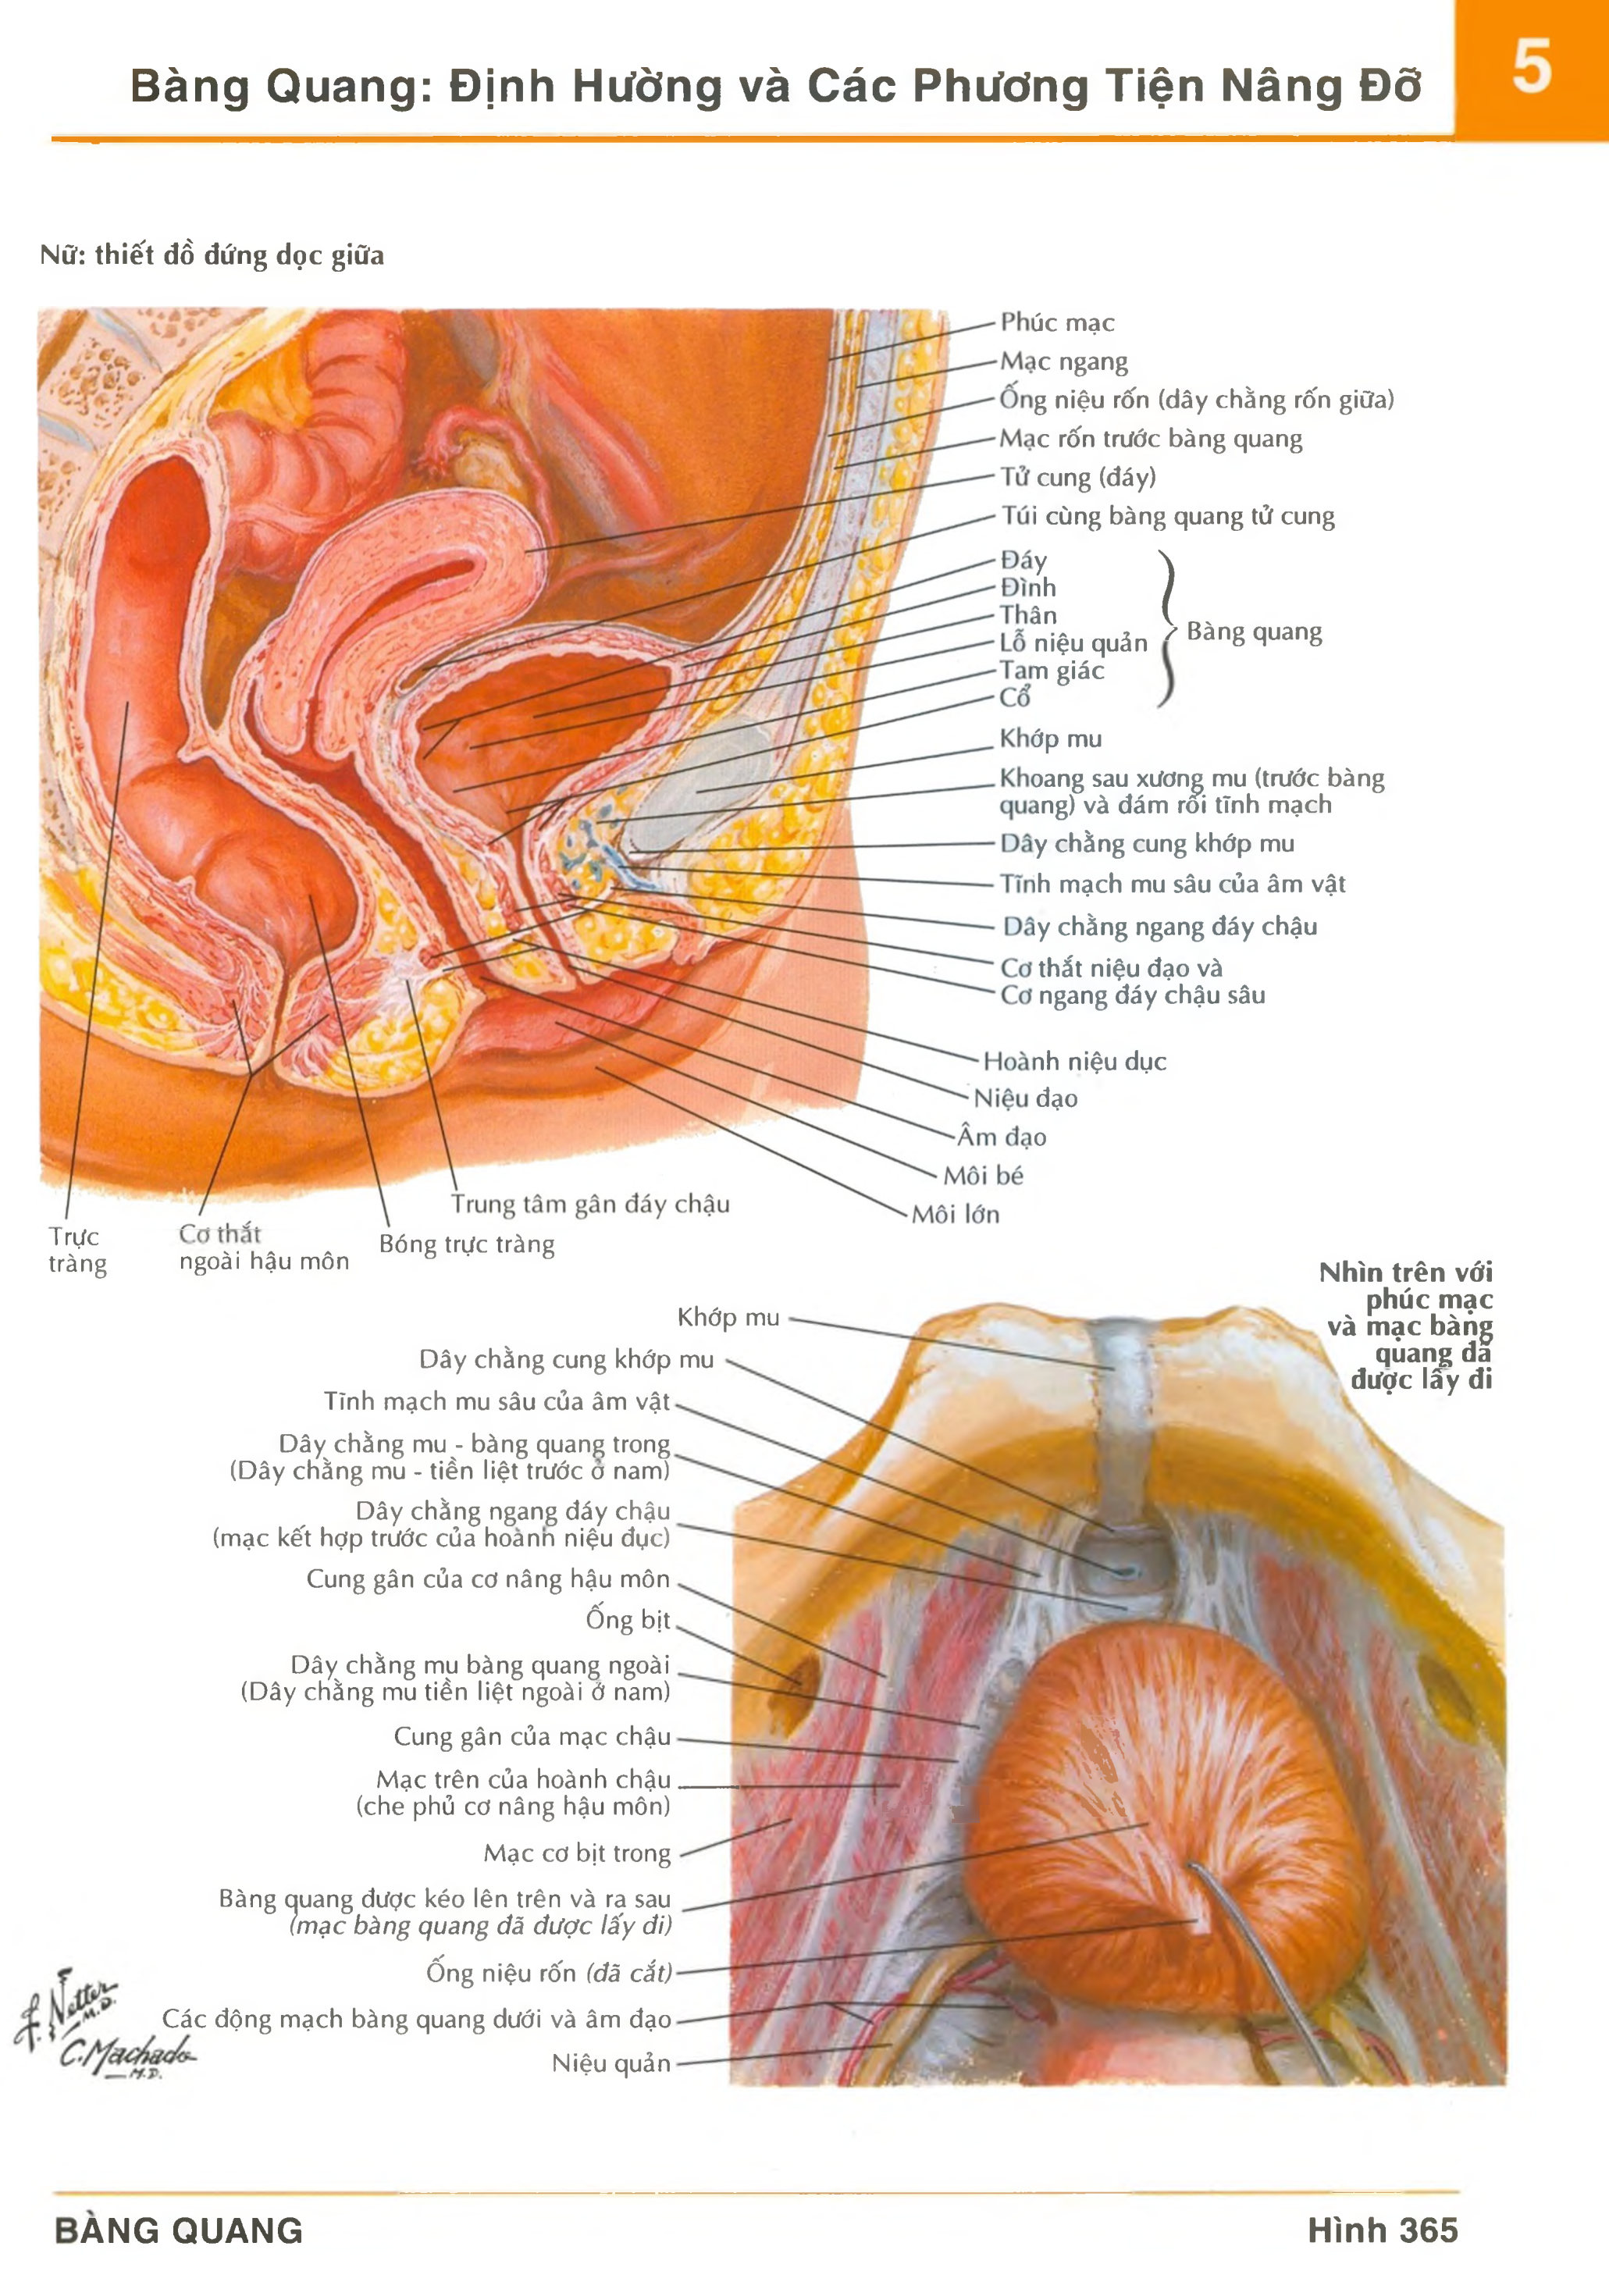 5
Bàng Quang: Định Hường và Các Phương Tiện Nâng Đỡ
Nữ: thiết đồ đứng dọc giữa
Phúc mạc
Mạc ngang
Ống niệu rốn (dây chằng rốn giữa)
Mạc rốn trước bàng quang
Tử cung (đáy)
Túi cùng bàng quang tử cung
Đáy
Đình
Thân
Lỗ niệu quản
Tam giác
Cổ
Bàng quang
Khớp mu
Khoang sau xương mu (trước bàng
quang) và đám rối tĩnh mạch
Dây chằng cung khớp mu
Tĩnh mạch mu sâu của âm vật
Dây chằng ngang đáy chậu
Cơ thắt niệu đạo và
Cơ ngang đáy chậu sâu
Hoành niệu dục
Niệu đạo
Âm đạo
Môi bé
Môi lớn
Trung tâm gân đáy chậu
Bóng trực tràng
Cơ thắt
ngoài hậu môn
Trực
tràng
Nhìn trên với
phúc mạc
và mạc bàng
quang đã
được lấy đi
Khớp mu
Dây chằng cung khớp mu
Tĩnh mạch mu sâu của âm vật
Dây chằng mu - bàng quang trong
(Dây chằng mu - tiền liệt trước ở nam)
Dây chằng ngang đáy chậu
(mạc kết hợp trước của hoành niệu đục)
Cung gân của cơ nâng hậu môn
Ống bịt
Dây chằng mu bàng quang ngoài
(Dây chằng mu tiền liệt ngoài ở nam)
Cung gân của mạc chậu
Mạc trên của hoành chậu
(che phủ cơ nâng hậu môn)
Mạc cơ bịt trong
Bàng quang được kéo lên trên và ra sau
(mạc bàng quang đã được lấy đi)
Ống niệu rốn (đã cắt)
Các động mạch bàng quang dưới và âm đạo
Niệu quản
F. Netter
M.D.
C. Machado
M.D.
BÀNG QUANG
Hình 365